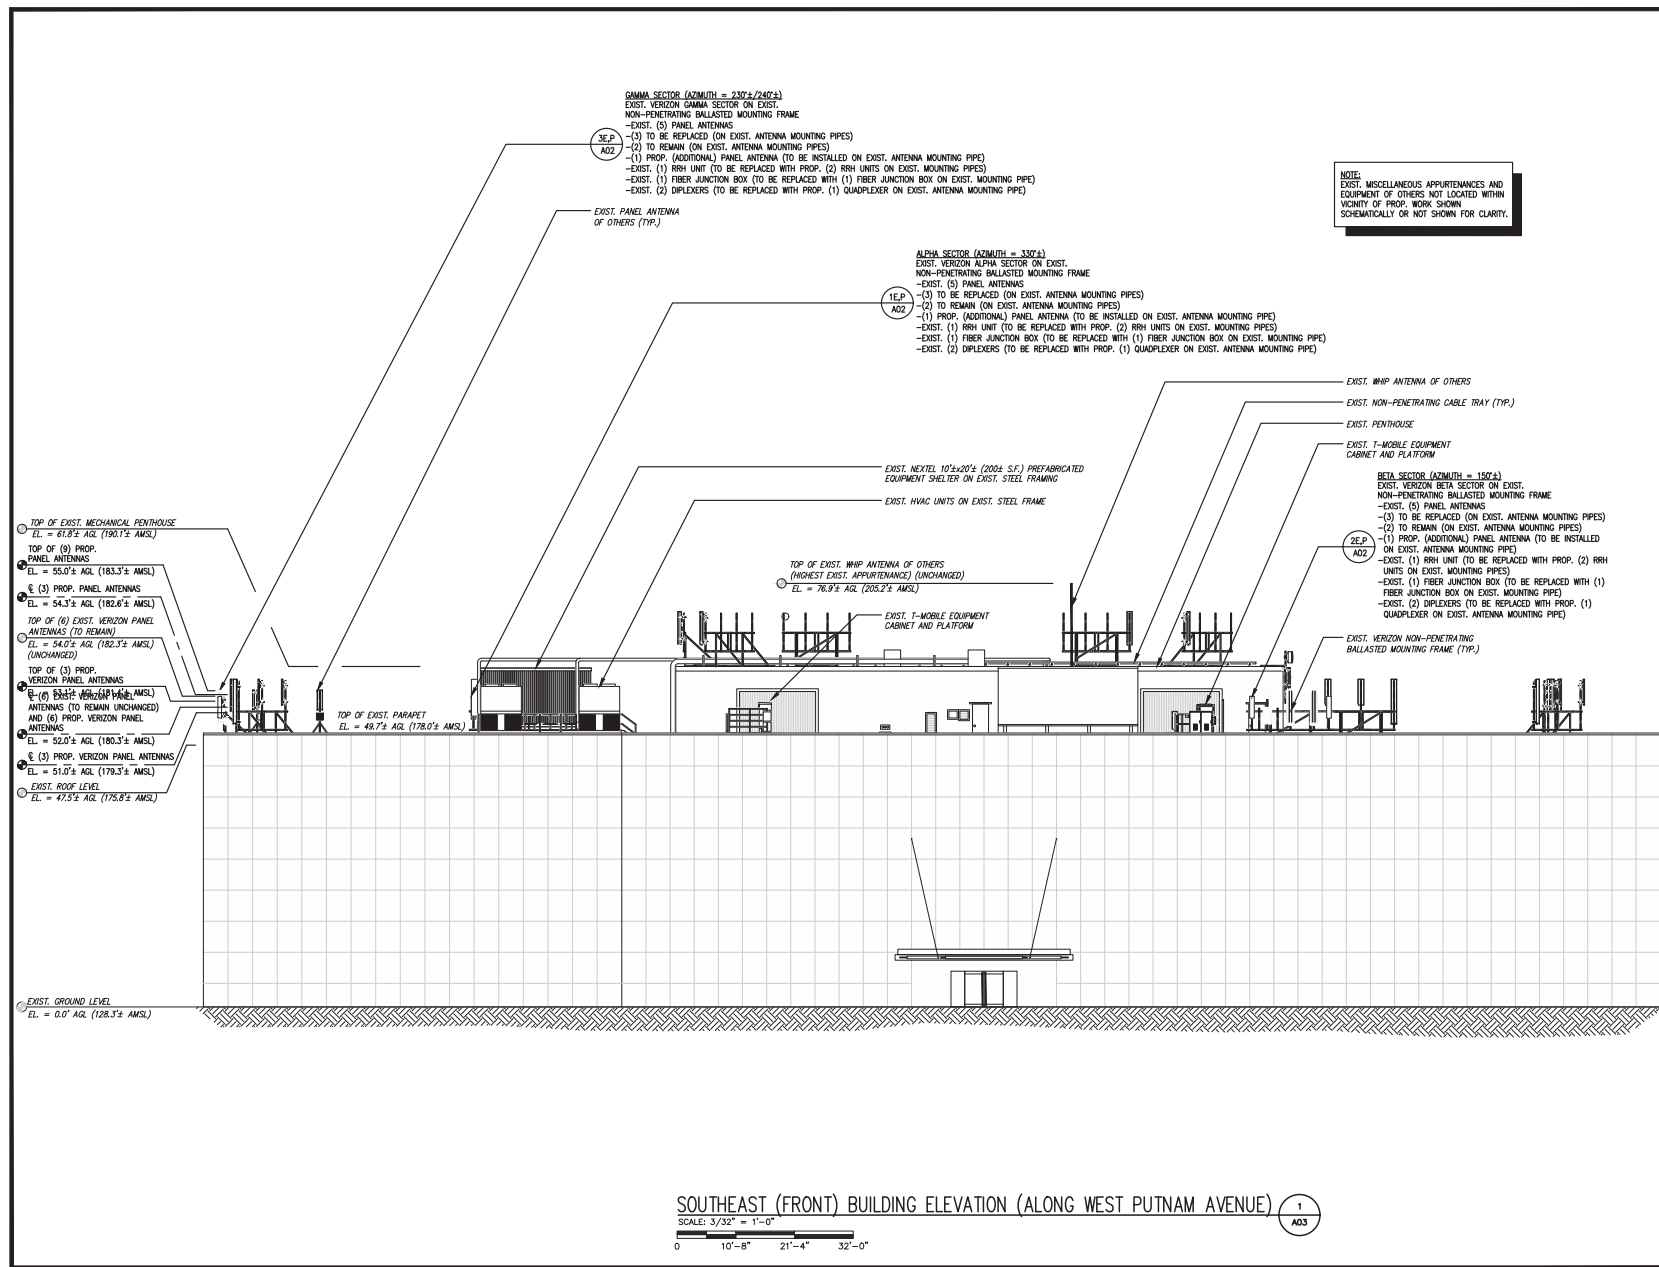 GAMMA SECTOR (AZIMUTH = 230°±/240°±)
EXIST. VERIZON GAMMA SECTOR ON EXIST.
NON-PENETRATING BALLASTED MOUNTING FRAME
-EXIST. (5) PANEL ANTENNAS
-(3) TO BE REPLACED (ON EXIST. ANTENNA MOUNTING PIPES)
-(2) TO REMAIN (ON EXIST. ANTENNA MOUNTING PIPES)
-(1) PROP. (ADDITIONAL) PANEL ANTENNA (TO BE INSTALLED ON EXIST. ANTENNA MOUNTING PIPE)
-EXIST. (1) RRH UNIT (TO BE REPLACED WITH PROP. (2) RRH UNITS ON EXIST. MOUNTING PIPES)
-EXIST. (1) FIBER JUNCTION BOX (TO BE REPLACED WITH (1) FIBER JUNCTION BOX ON EXIST. MOUNTING PIPE)
-EXIST. (2) DIPLEXERS (TO BE REPLACED WITH PROP. (1) QUADPLEXER ON EXIST. ANTENNA MOUNTING PIPE)
3E,P
A02
EXIST. PANEL ANTENNA
OF OTHERS (TYP.)
NOTE:
EXIST. MISCELLANEOUS APPURTENANCES AND
EQUIPMENT OF OTHERS NOT LOCATED WITHIN
VICINITY OF PROP. WORK SHOWN
SCHEMATICALLY OR NOT SHOWN FOR CLARITY.
ALPHA SECTOR (AZIMUTH = 330°±)
EXIST. VERIZON ALPHA SECTOR ON EXIST.
NON-PENETRATING BALLASTED MOUNTING FRAME
-EXIST. (5) PANEL ANTENNAS
-(3) TO BE REPLACED (ON EXIST. ANTENNA MOUNTING PIPES)
-(2) TO REMAIN (ON EXIST. ANTENNA MOUNTING PIPES)
-(1) PROP. (ADDITIONAL) PANEL ANTENNA (TO BE INSTALLED ON EXIST. ANTENNA MOUNTING PIPE)
-EXIST. (1) RRH UNIT (TO BE REPLACED WITH PROP. (2) RRH UNITS ON EXIST. MOUNTING PIPES)
-EXIST. (1) FIBER JUNCTION BOX (TO BE REPLACED WITH (1) FIBER JUNCTION BOX ON EXIST. MOUNTING PIPE)
-EXIST. (2) DIPLEXERS (TO BE REPLACED WITH PROP. (1) QUADPLEXER ON EXIST. ANTENNA MOUNTING PIPE)
1E,P
A02
EXIST. WHIP ANTENNA OF OTHERS
EXIST. NON-PENETRATING CABLE TRAY (TYP.)
EXIST. PENTHOUSE
EXIST. T-MOBILE EQUIPMENT
CABINET AND PLATFORM
EXIST. NEXTEL 10'±x20'± (200± S.F.) PREFABRICATED
EQUIPMENT SHELTER ON EXIST. STEEL FRAMING
EXIST. HVAC UNITS ON EXIST. STEEL FRAME
BETA SECTOR (AZIMUTH = 150°±)
EXIST. VERIZON BETA SECTOR ON EXIST.
NON-PENETRATING BALLASTED MOUNTING FRAME
-EXIST. (5) PANEL ANTENNAS
-(3) TO BE REPLACED (ON EXIST. ANTENNA MOUNTING PIPES)
-(2) TO REMAIN (ON EXIST. ANTENNA MOUNTING PIPES)
-(1) PROP. (ADDITIONAL) PANEL ANTENNA (TO BE INSTALLED
ON EXIST. ANTENNA MOUNTING PIPE)
-EXIST. (1) RRH UNIT (TO BE REPLACED WITH PROP. (2) RRH
UNITS ON EXIST. MOUNTING PIPES)
-EXIST. (1) FIBER JUNCTION BOX (TO BE REPLACED WITH (1)
FIBER JUNCTION BOX ON EXIST. MOUNTING PIPE)
-EXIST. (2) DIPLEXERS (TO BE REPLACED WITH PROP. (1)
QUADPLEXER ON EXIST. ANTENNA MOUNTING PIPE)
2E,P
A02
EXIST. VERIZON NON-PENETRATING
BALLASTED MOUNTING FRAME (TYP.)
TOP OF EXIST. WHIP ANTENNA OF OTHERS
(HIGHEST EXIST. APPURTENANCE) (UNCHANGED)
EL. = 76.9'± AGL (205.2'± AMSL)
EXIST. T-MOBILE EQUIPMENT
CABINET AND PLATFORM
TOP OF EXIST. MECHANICAL PENTHOUSE
EL. = 61.8'± AGL (190.1'± AMSL)
TOP OF (9) PROP.
PANEL ANTENNAS
EL. = 55.0'± AGL (183.3'± AMSL)
℄ (3) PROP. PANEL ANTENNAS
EL. = 54.3'± AGL (182.6'± AMSL)
TOP OF (6) EXIST. VERIZON PANEL
ANTENNAS (TO REMAIN)
EL. = 54.0'± AGL (182.3'± AMSL)
(UNCHANGED)
TOP OF (3) PROP.
VERIZON PANEL ANTENNAS
EL. = 53.1'± AGL (181.4'± AMSL)
℄ (6) EXIST. VERIZON PANEL
ANTENNAS (TO REMAIN UNCHANGED)
AND (6) PROP. VERIZON PANEL
ANTENNAS
EL. = 52.0'± AGL (180.3'± AMSL)
℄ (3) PROP. VERIZON PANEL ANTENNAS
EL. = 51.0'± AGL (179.3'± AMSL)
EXIST. ROOF LEVEL
EL. = 47.5'± AGL (175.8'± AMSL)
TOP OF EXIST. PARAPET
EL. = 49.7'± AGL (178.0'± AMSL)
EXIST. GROUND LEVEL
EL. = 0.0' AGL (128.3'± AMSL)
SOUTHEAST (FRONT) BUILDING ELEVATION (ALONG WEST PUTNAM AVENUE)
SCALE: 3/32" = 1'-0"
0 10'-8" 21'-4" 32'-0"
1
A03